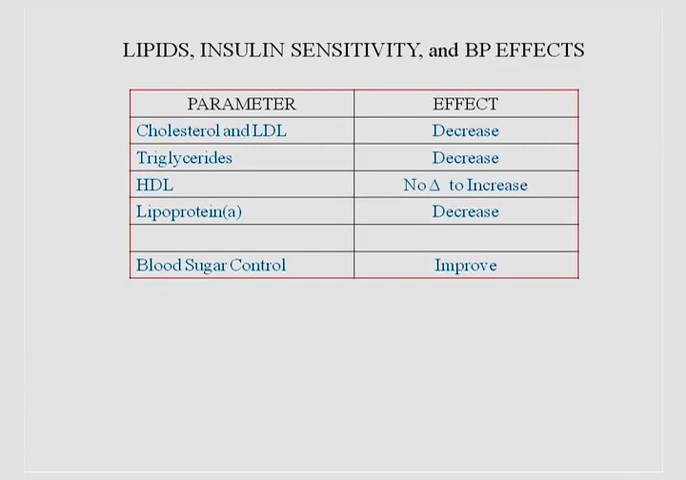 LIPIDS, INSULIN SENSITIVITY, and BP EFFECTS
PARAMETER EFFECT
Cholesterol and LDL Decrease
Triglycerides Decrease
HDL No Δ to Increase
Lipoprotein(a) Decrease
Blood Sugar Control Improve